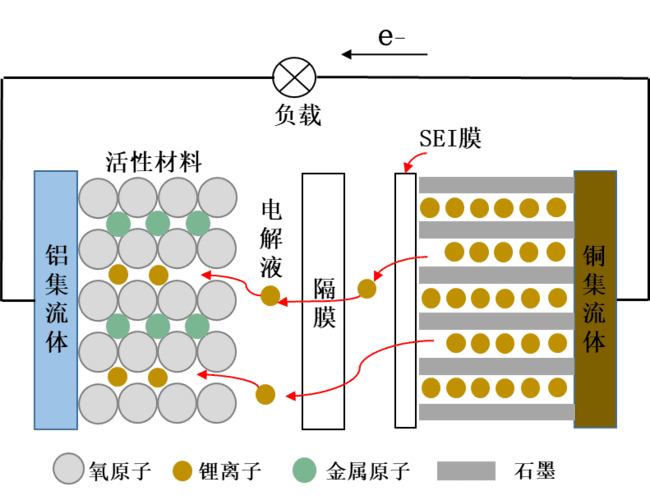 e-
负载
活性材料
SEI膜
电解液
铝集流体
隔膜
铜集流体
氧原子
锂离子
金属原子
石墨